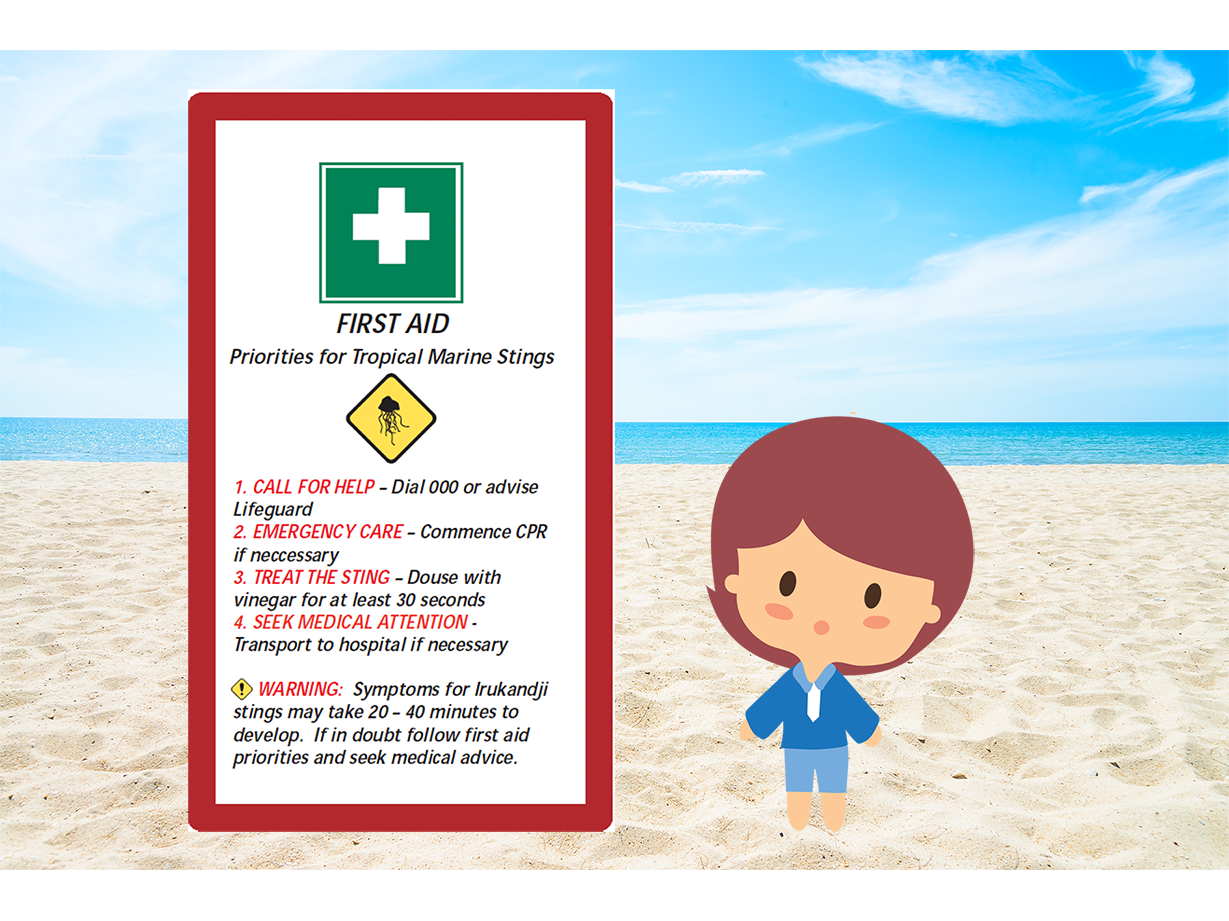 FIRST AID
Priorities for Tropical Marine Stings
1. CALL FOR HELP – Dial 000 or advise
Lifeguard
2. EMERGENCY CARE – Commence CPR
if neccessary
3. TREAT THE STING – Douse with
vinegar for at least 30 seconds
4. SEEK MEDICAL ATTENTION -
Transport to hospital if necessary
WARNING: Symptoms for Irukandji
stings may take 20 – 40 minutes to
develop. If in doubt follow first aid
priorities and seek medical advice.